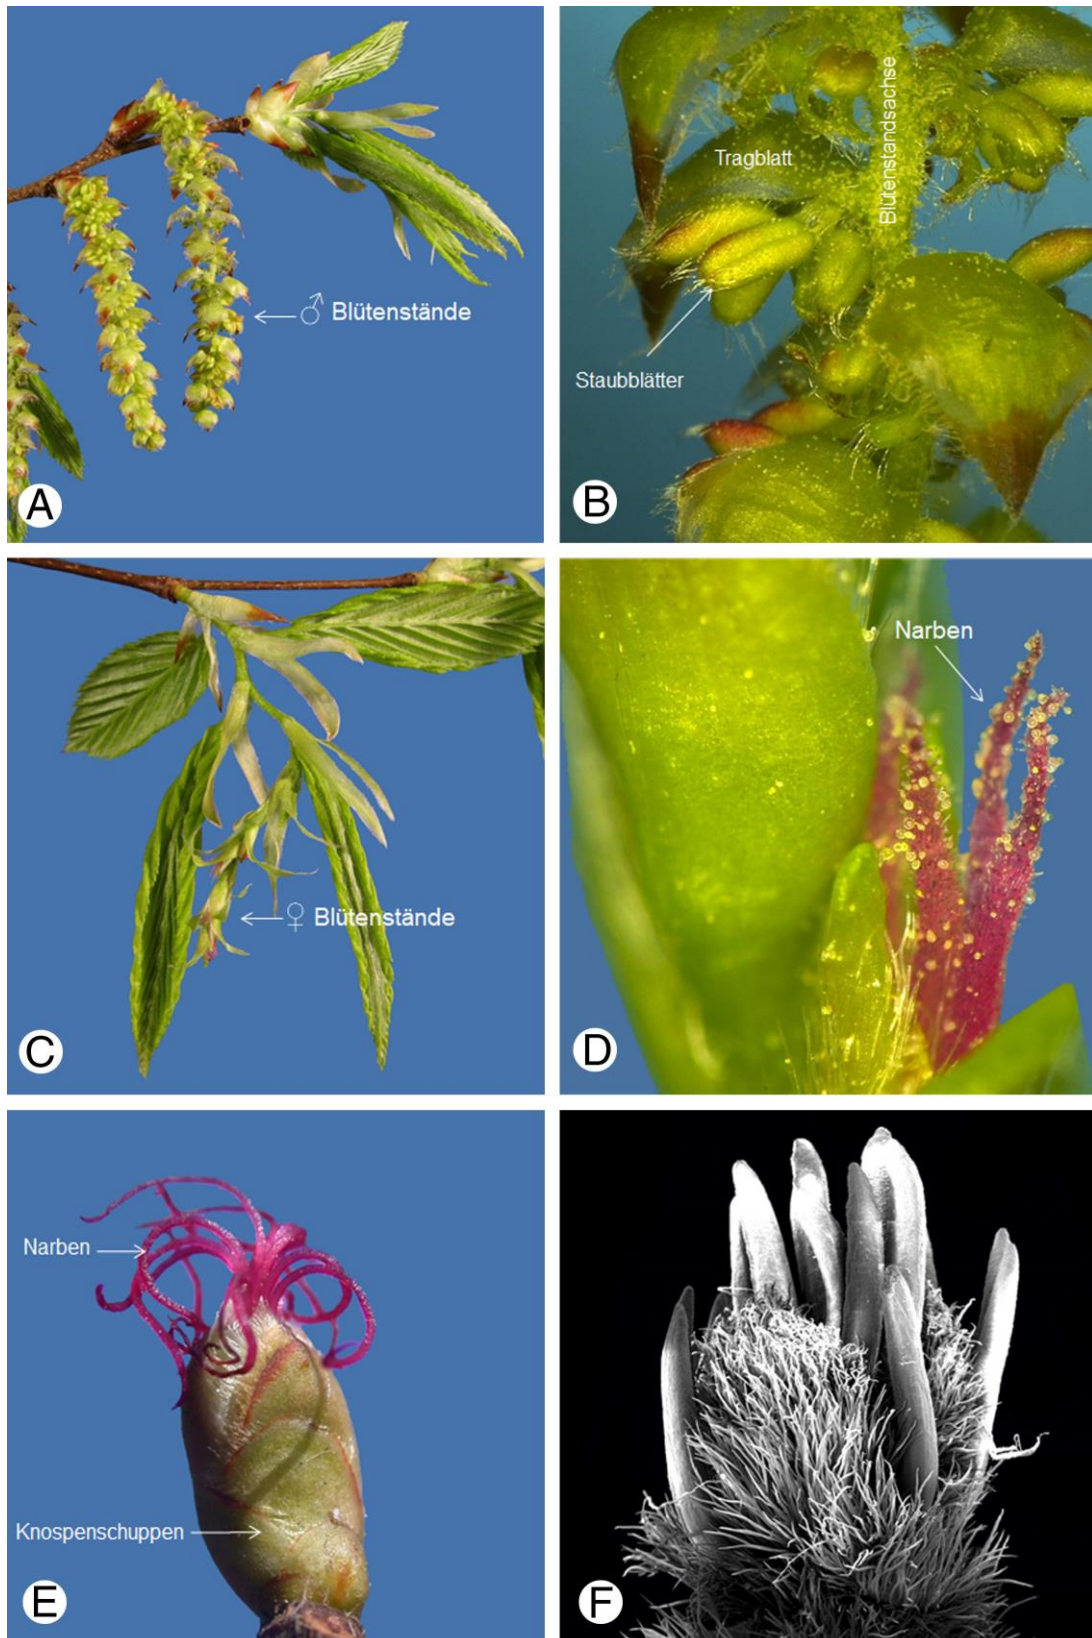 ♂ Blütenstände
A
Tragblatt
Blütenstandsachse
Staubblätter
B
♀ Blütenstände
C
Narben
D
Narben
Knospenschuppen
E
F